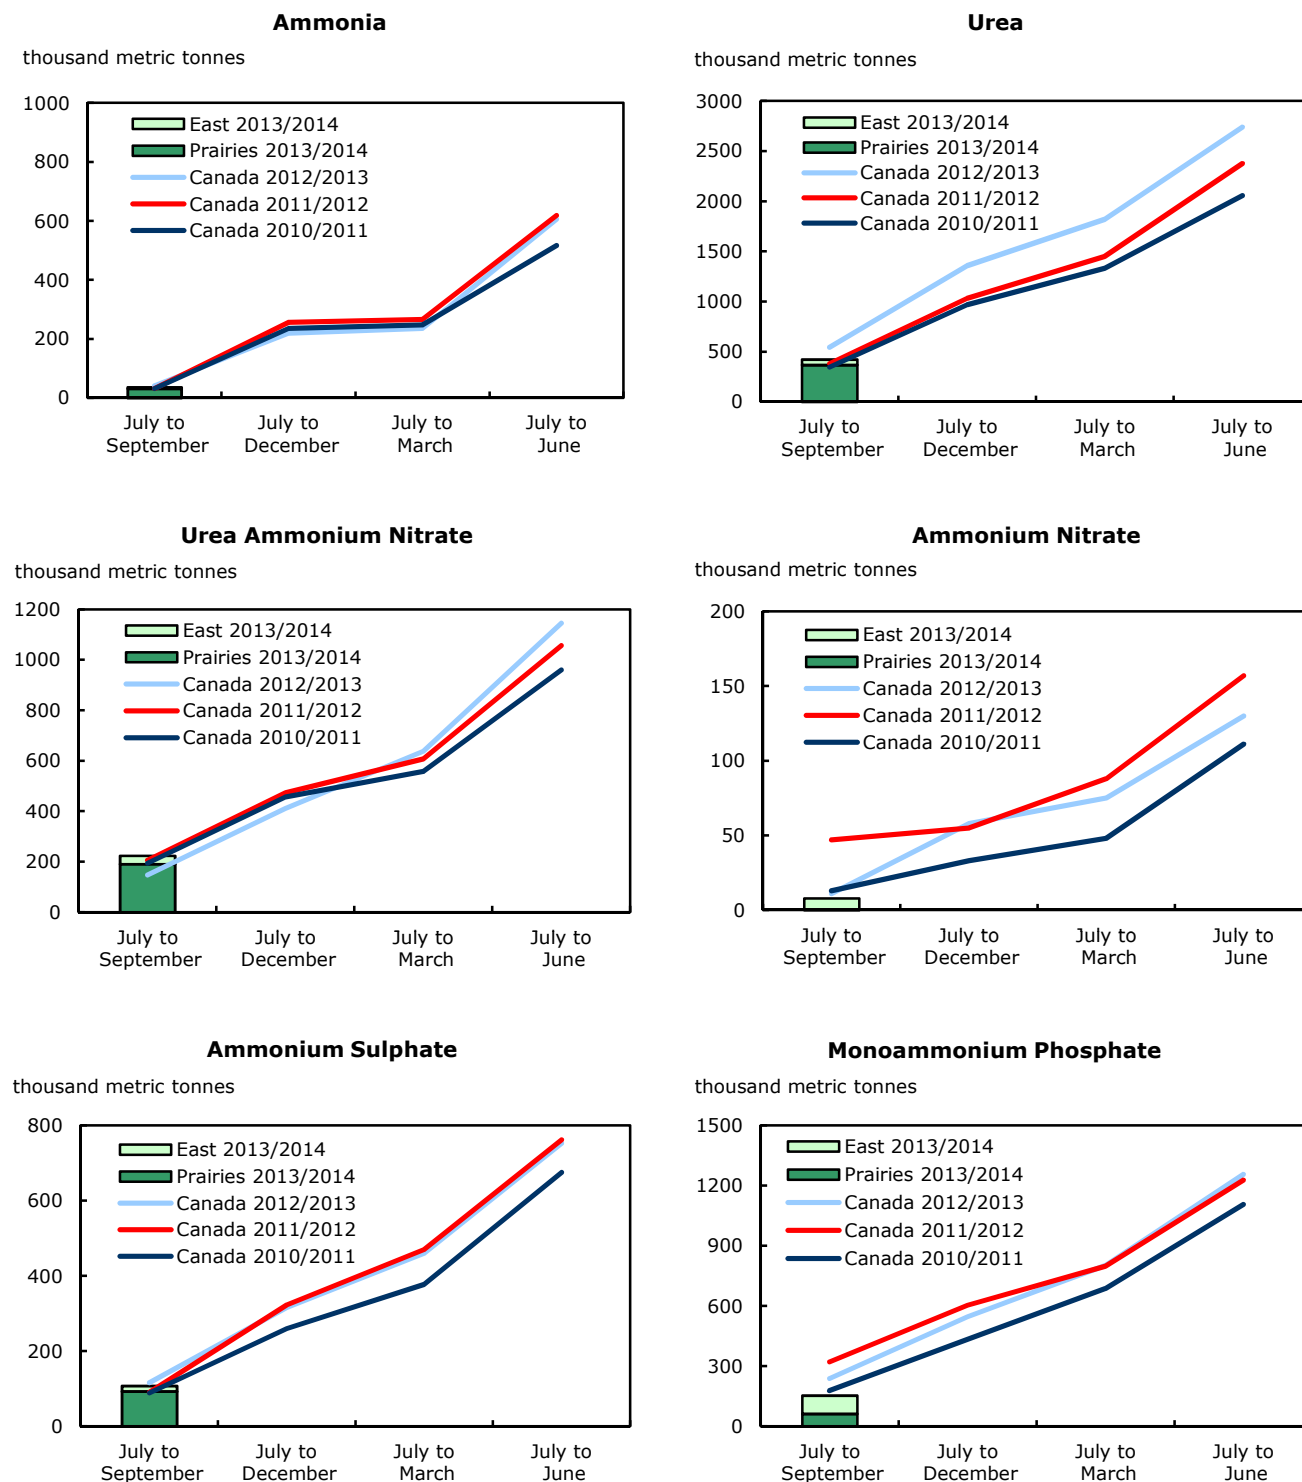 Ammonia
thousand metric tonnes
1000
800
600
400
200
0
East 2013/2014
Prairies 2013/2014
Canada 2012/2013
Canada 2011/2012
Canada 2010/2011
July to September
July to December
July to March
July to June
Urea
thousand metric tonnes
3000
2500
2000
1500
1000
500
0
East 2013/2014
Prairies 2013/2014
Canada 2012/2013
Canada 2011/2012
Canada 2010/2011
July to September
July to December
July to March
July to June
Urea Ammonium Nitrate
thousand metric tonnes
1200
1000
800
600
400
200
0
East 2013/2014
Prairies 2013/2014
Canada 2012/2013
Canada 2011/2012
Canada 2010/2011
July to September
July to December
July to March
July to June
Ammonium Nitrate
thousand metric tonnes
200
150
100
50
0
East 2013/2014
Prairies 2013/2014
Canada 2012/2013
Canada 2011/2012
Canada 2010/2011
July to September
July to December
July to March
July to June
Ammonium Sulphate
thousand metric tonnes
800
600
400
200
0
East 2013/2014
Prairies 2013/2014
Canada 2012/2013
Canada 2011/2012
Canada 2010/2011
July to September
July to December
July to March
July to June
Monoammonium Phosphate
thousand metric tonnes
1500
1200
900
600
300
0
East 2013/2014
Prairies 2013/2014
Canada 2012/2013
Canada 2011/2012
Canada 2010/2011
July to September
July to December
July to March
July to June